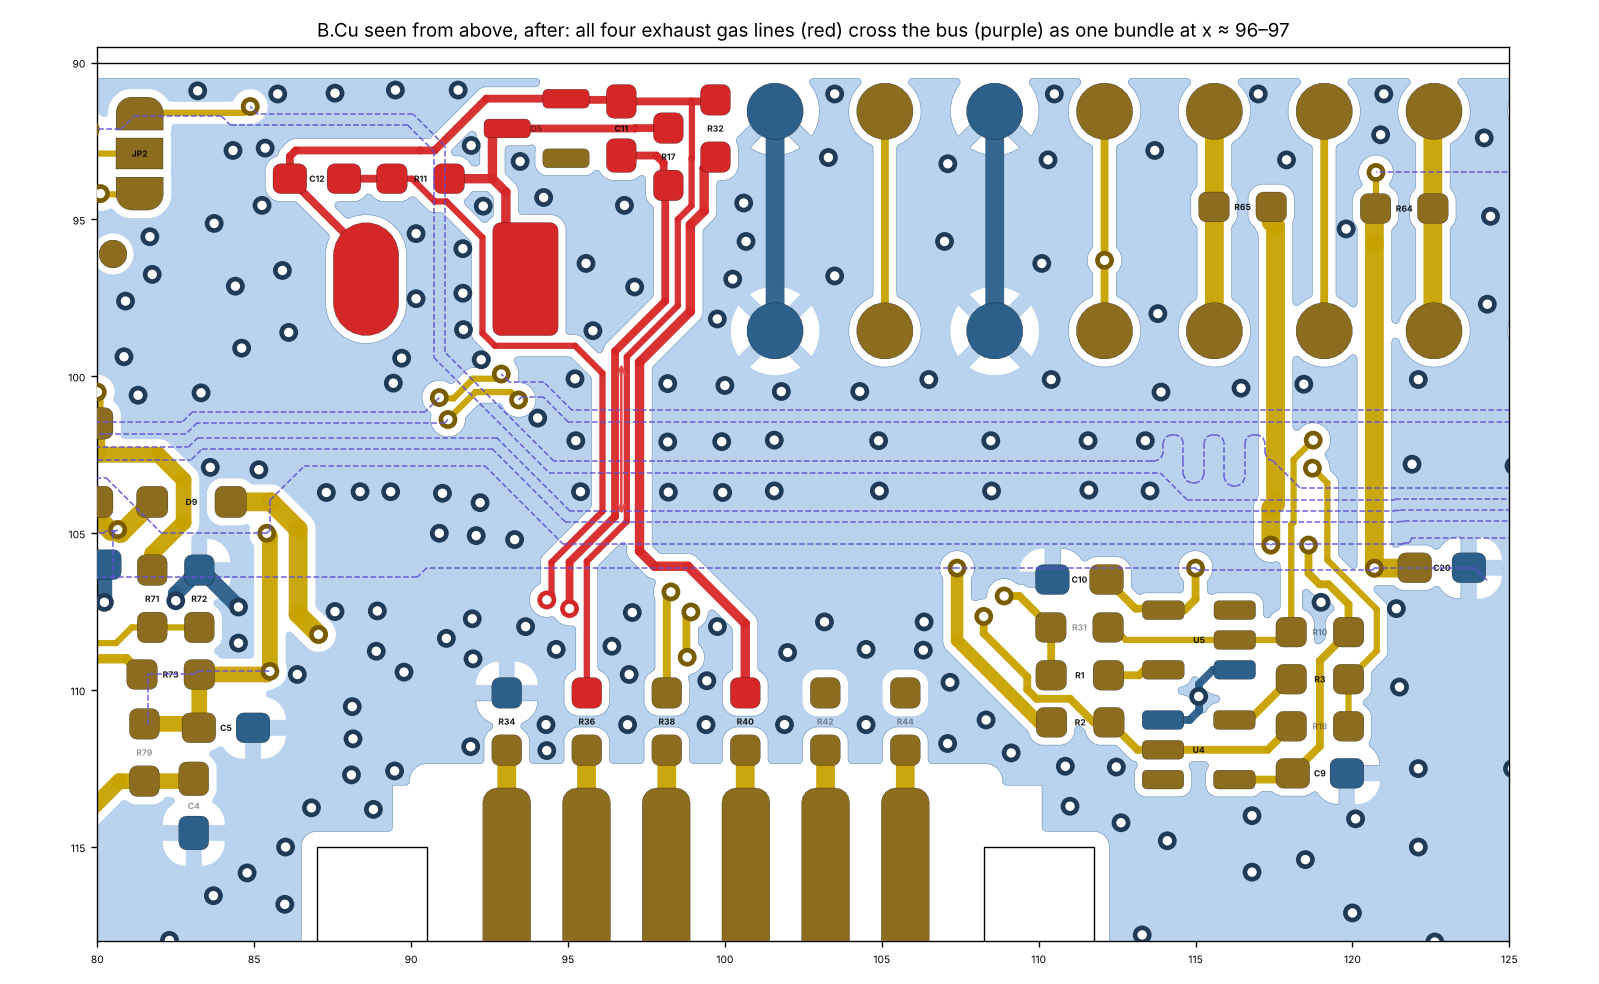 B.Cu seen from above, after: all four exhaust gas lines (red) cross the bus (purple) as one bundle at x ≈ 96–97
90
95
100
105
110
115
JP2
C12
R11
D5
C11
R17
R32
R65
R64
D9
R71
R72
R73
C5
R79
C4
R34
R36
R38
R40
R42
R44
C10
R31
R1
R2
U5
U4
R10
R3
R18
C9
C20
80
85
90
95
100
105
110
115
120
125